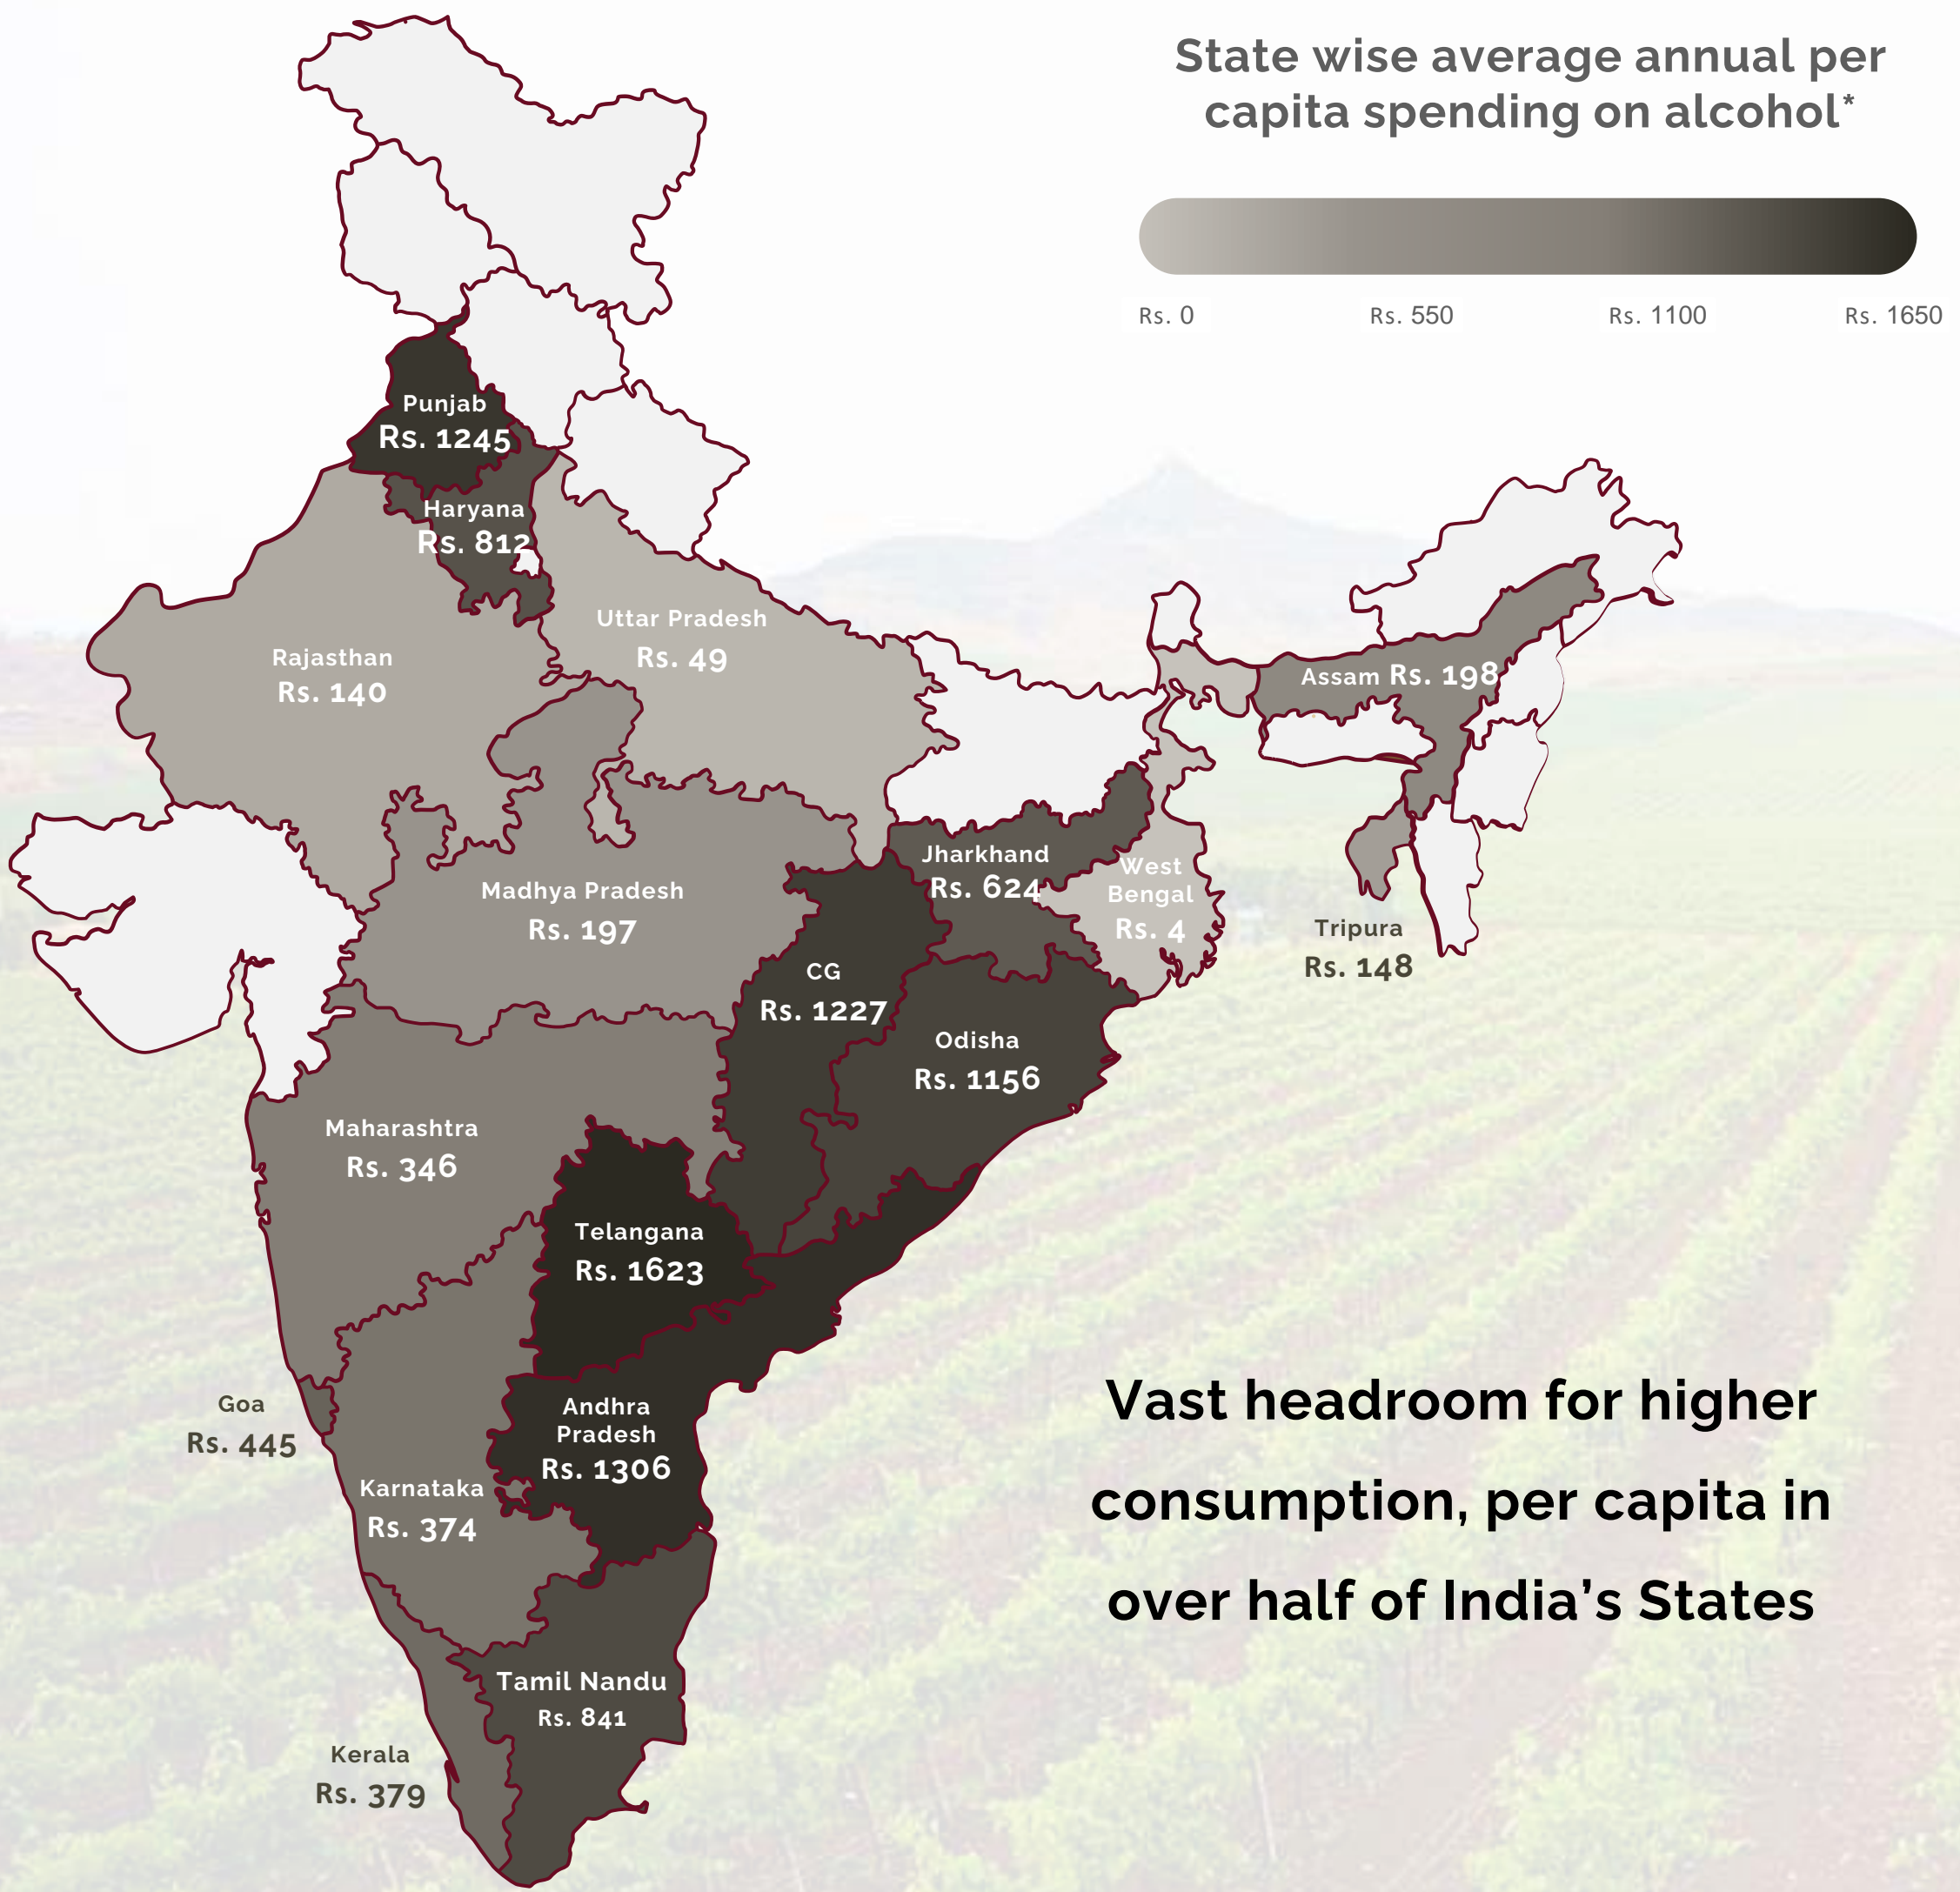 State wise average annual per
capita spending on alcohol*
Rs. 0
Rs. 550
Rs. 1100
Rs. 1650
Punjab
Rs. 1245
Haryana
Rs. 812
Uttar Pradesh
Rs. 49
Rajasthan
Rs. 140
Assam Rs. 198
Jharkhand
Rs. 624
West
Bengal
Rs. 4
Madhya Pradesh
Rs. 197
Tripura
Rs. 148
CG
Rs. 1227
Odisha
Rs. 1156
Maharashtra
Rs. 346
Telangana
Rs. 1623
Goa
Rs. 445
Andhra
Pradesh
Rs. 1306
Karnataka
Rs. 374
Tamil Nandu
Rs. 841
Kerala
Rs. 379
Vast headroom for higher
consumption, per capita in
over half of India’s States